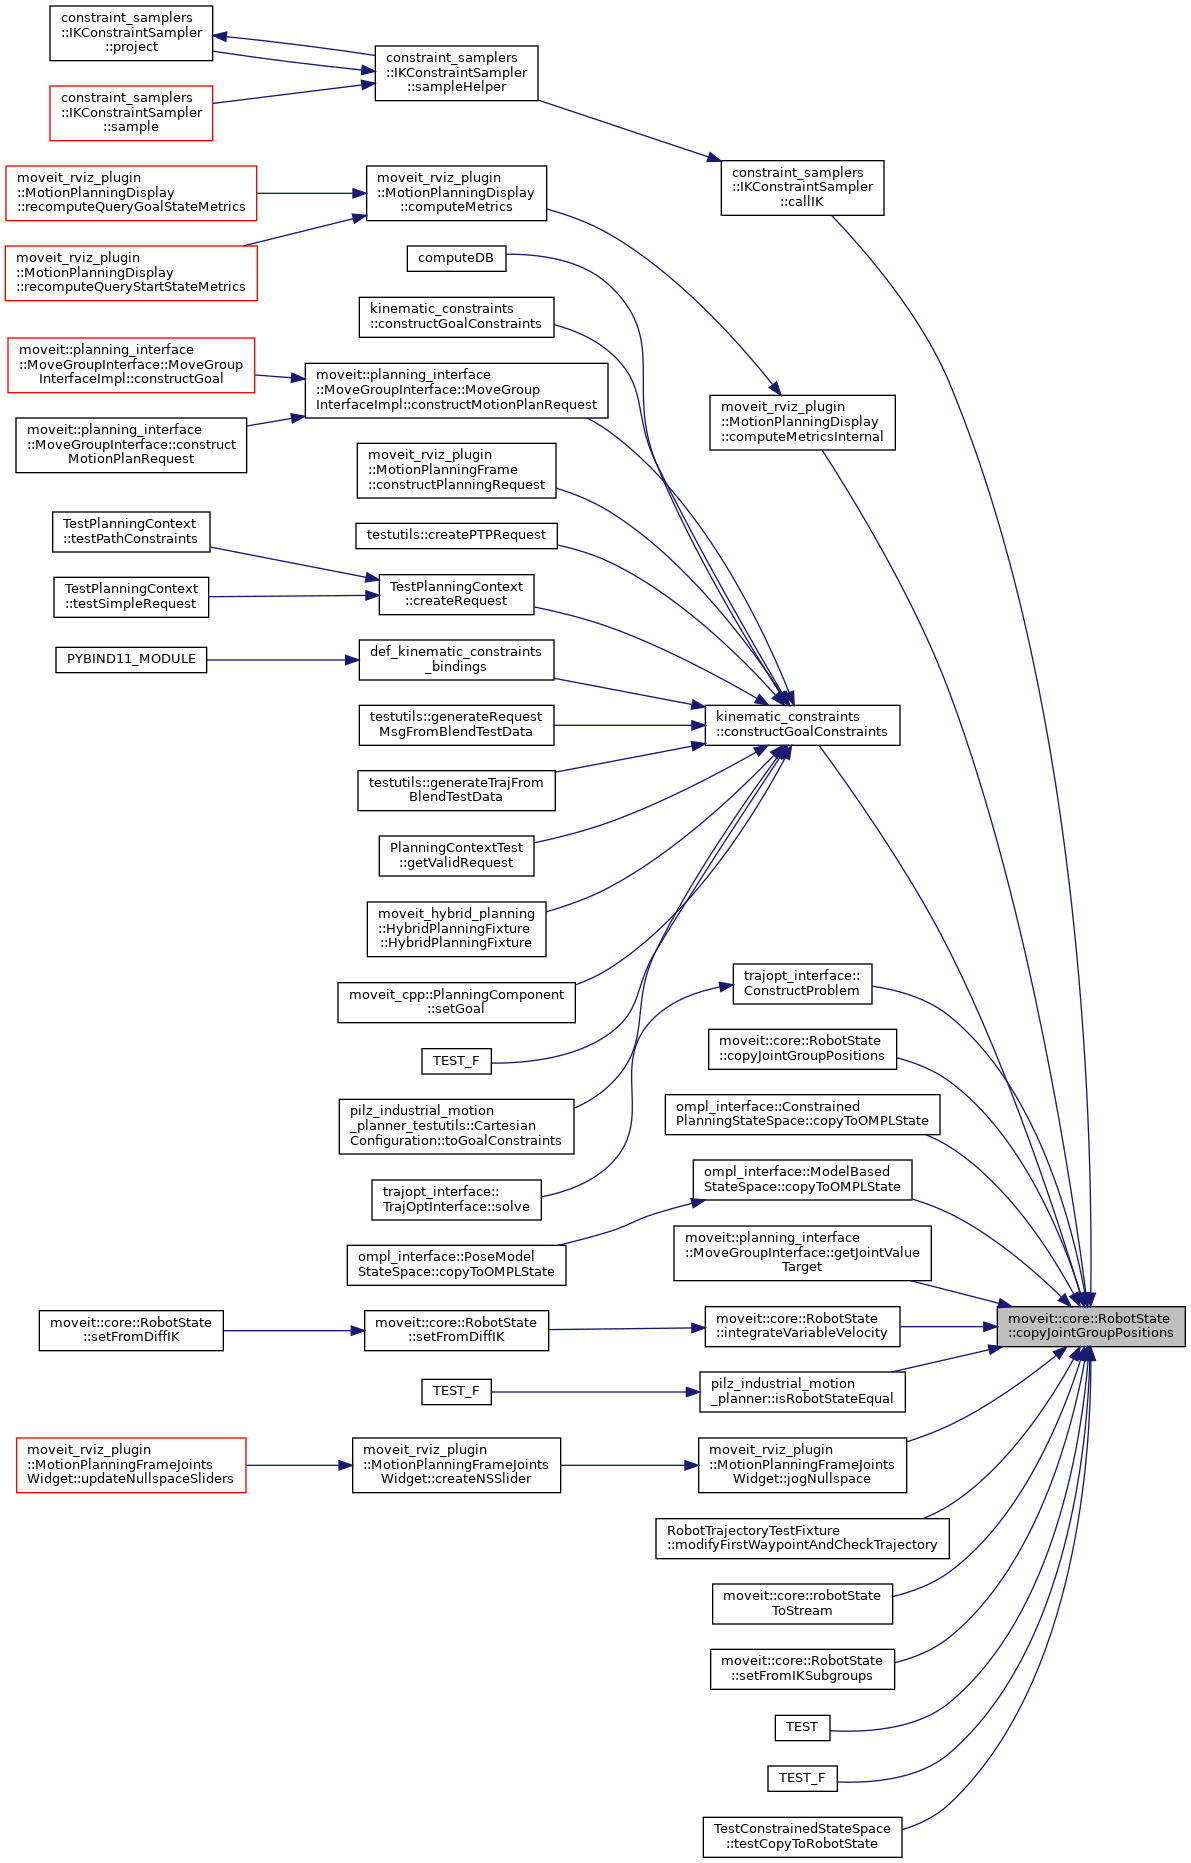 constraint_samplers
::IKConstraintSampler
::project
constraint_samplers
::IKConstraintSampler
::sampleHelper
constraint_samplers
::IKConstraintSampler
::sample
constraint_samplers
::IKConstraintSampler
::callIK
moveit_rviz_plugin
::MotionPlanningDisplay
::recomputeQueryGoalStateMetrics
moveit_rviz_plugin
::MotionPlanningDisplay
::computeMetrics
moveit_rviz_plugin
::MotionPlanningDisplay
::recomputeQueryStartStateMetrics
computeDB
kinematic_constraints
::constructGoalConstraints
moveit::planning_interface
::MoveGroupInterface::MoveGroup
InterfaceImpl::constructGoal
moveit::planning_interface
::MoveGroupInterface::MoveGroup
InterfaceImpl::constructMotionPlanRequest
moveit::planning_interface
::MoveGroupInterface::construct
MotionPlanRequest
moveit_rviz_plugin
::MotionPlanningDisplay
::computeMetricsInternal
moveit_rviz_plugin
::MotionPlanningFrame
::constructPlanningRequest
testutils::createPTPRequest
TestPlanningContext
::testPathConstraints
TestPlanningContext
::createRequest
TestPlanningContext
::testSimpleRequest
PYBIND11_MODULE
def_kinematic_constraints
_bindings
testutils::generateRequest
MsgFromBlendTestData
kinematic_constraints
::constructGoalConstraints
testutils::generateTrajFrom
BlendTestData
PlanningContextTest
::getValidRequest
moveit_hybrid_planning
::HybridPlanningFixture
::HybridPlanningFixture
moveit_cpp::PlanningComponent
::setGoal
trajopt_interface::
ConstructProblem
TEST_F
moveit::core::RobotState
::copyJointGroupPositions
pilz_industrial_motion
_planner_testutils::Cartesian
Configuration::toGoalConstraints
ompl_interface::Constrained
PlanningStateSpace::copyToOMPLState
trajopt_interface::
TrajOptInterface::solve
ompl_interface::ModelBased
StateSpace::copyToOMPLState
ompl_interface::PoseModel
StateSpace::copyToOMPLState
moveit::planning_interface
::MoveGroupInterface::getJointValue
Target
moveit::core::RobotState
::setFromDiffIK
moveit::core::RobotState
::setFromDiffIK
moveit::core::RobotState
::integrateVariableVelocity
moveit::core::RobotState
::copyJointGroupPositions
TEST_F
pilz_industrial_motion
_planner::isRobotStateEqual
moveit_rviz_plugin
::MotionPlanningFrameJoints
Widget::updateNullspaceSliders
moveit_rviz_plugin
::MotionPlanningFrameJoints
Widget::createNSSlider
moveit_rviz_plugin
::MotionPlanningFrameJoints
Widget::jogNullspace
RobotTrajectoryTestFixture
::modifyFirstWaypointAndCheckTrajectory
moveit::core::robotState
ToStream
moveit::core::RobotState
::setFromIKSubgroups
TEST
TEST_F
TestConstrainedStateSpace
::testCopyToRobotState